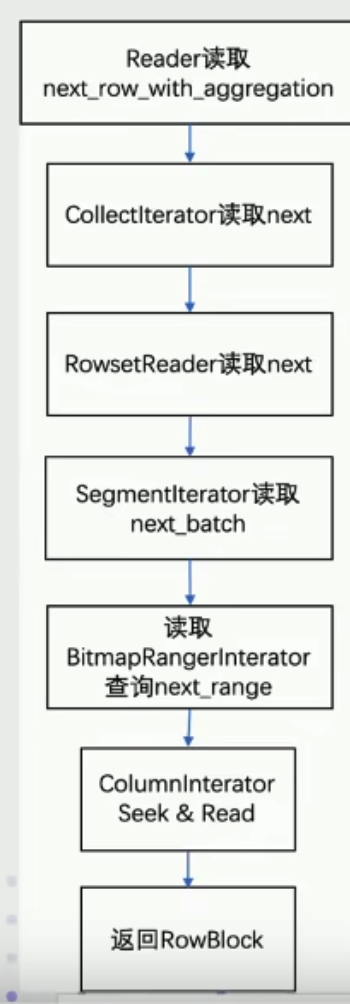 Reader读取
next_row_with_aggregation
CollectIterator读取next
RowsetReader读取next
SegmentIterator读取
next_batch
读取
BitmapRangerInterator
查询next_range
ColumnInterator
Seek & Read
返回RowBlock